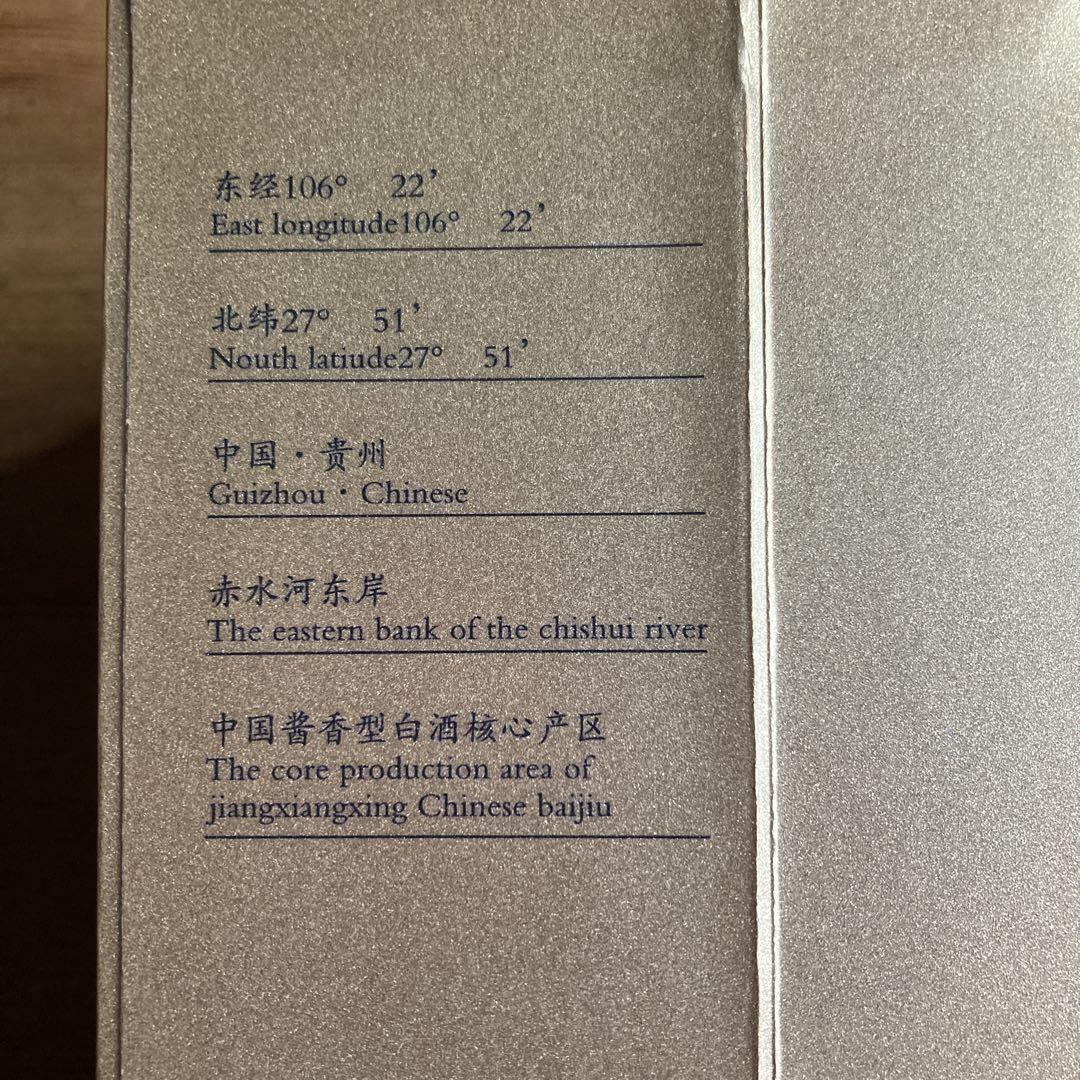 东经106° 22’
East longitude106° 22’
北纬27° 51’
Nouth latiude27° 51’
中国·贵州
Guizhou·Chinese
赤水河东岸
The eastern bank of the chishui river
中国酱香型白酒核心产区
The core production area of
jiangxiangxing Chinese baijiu